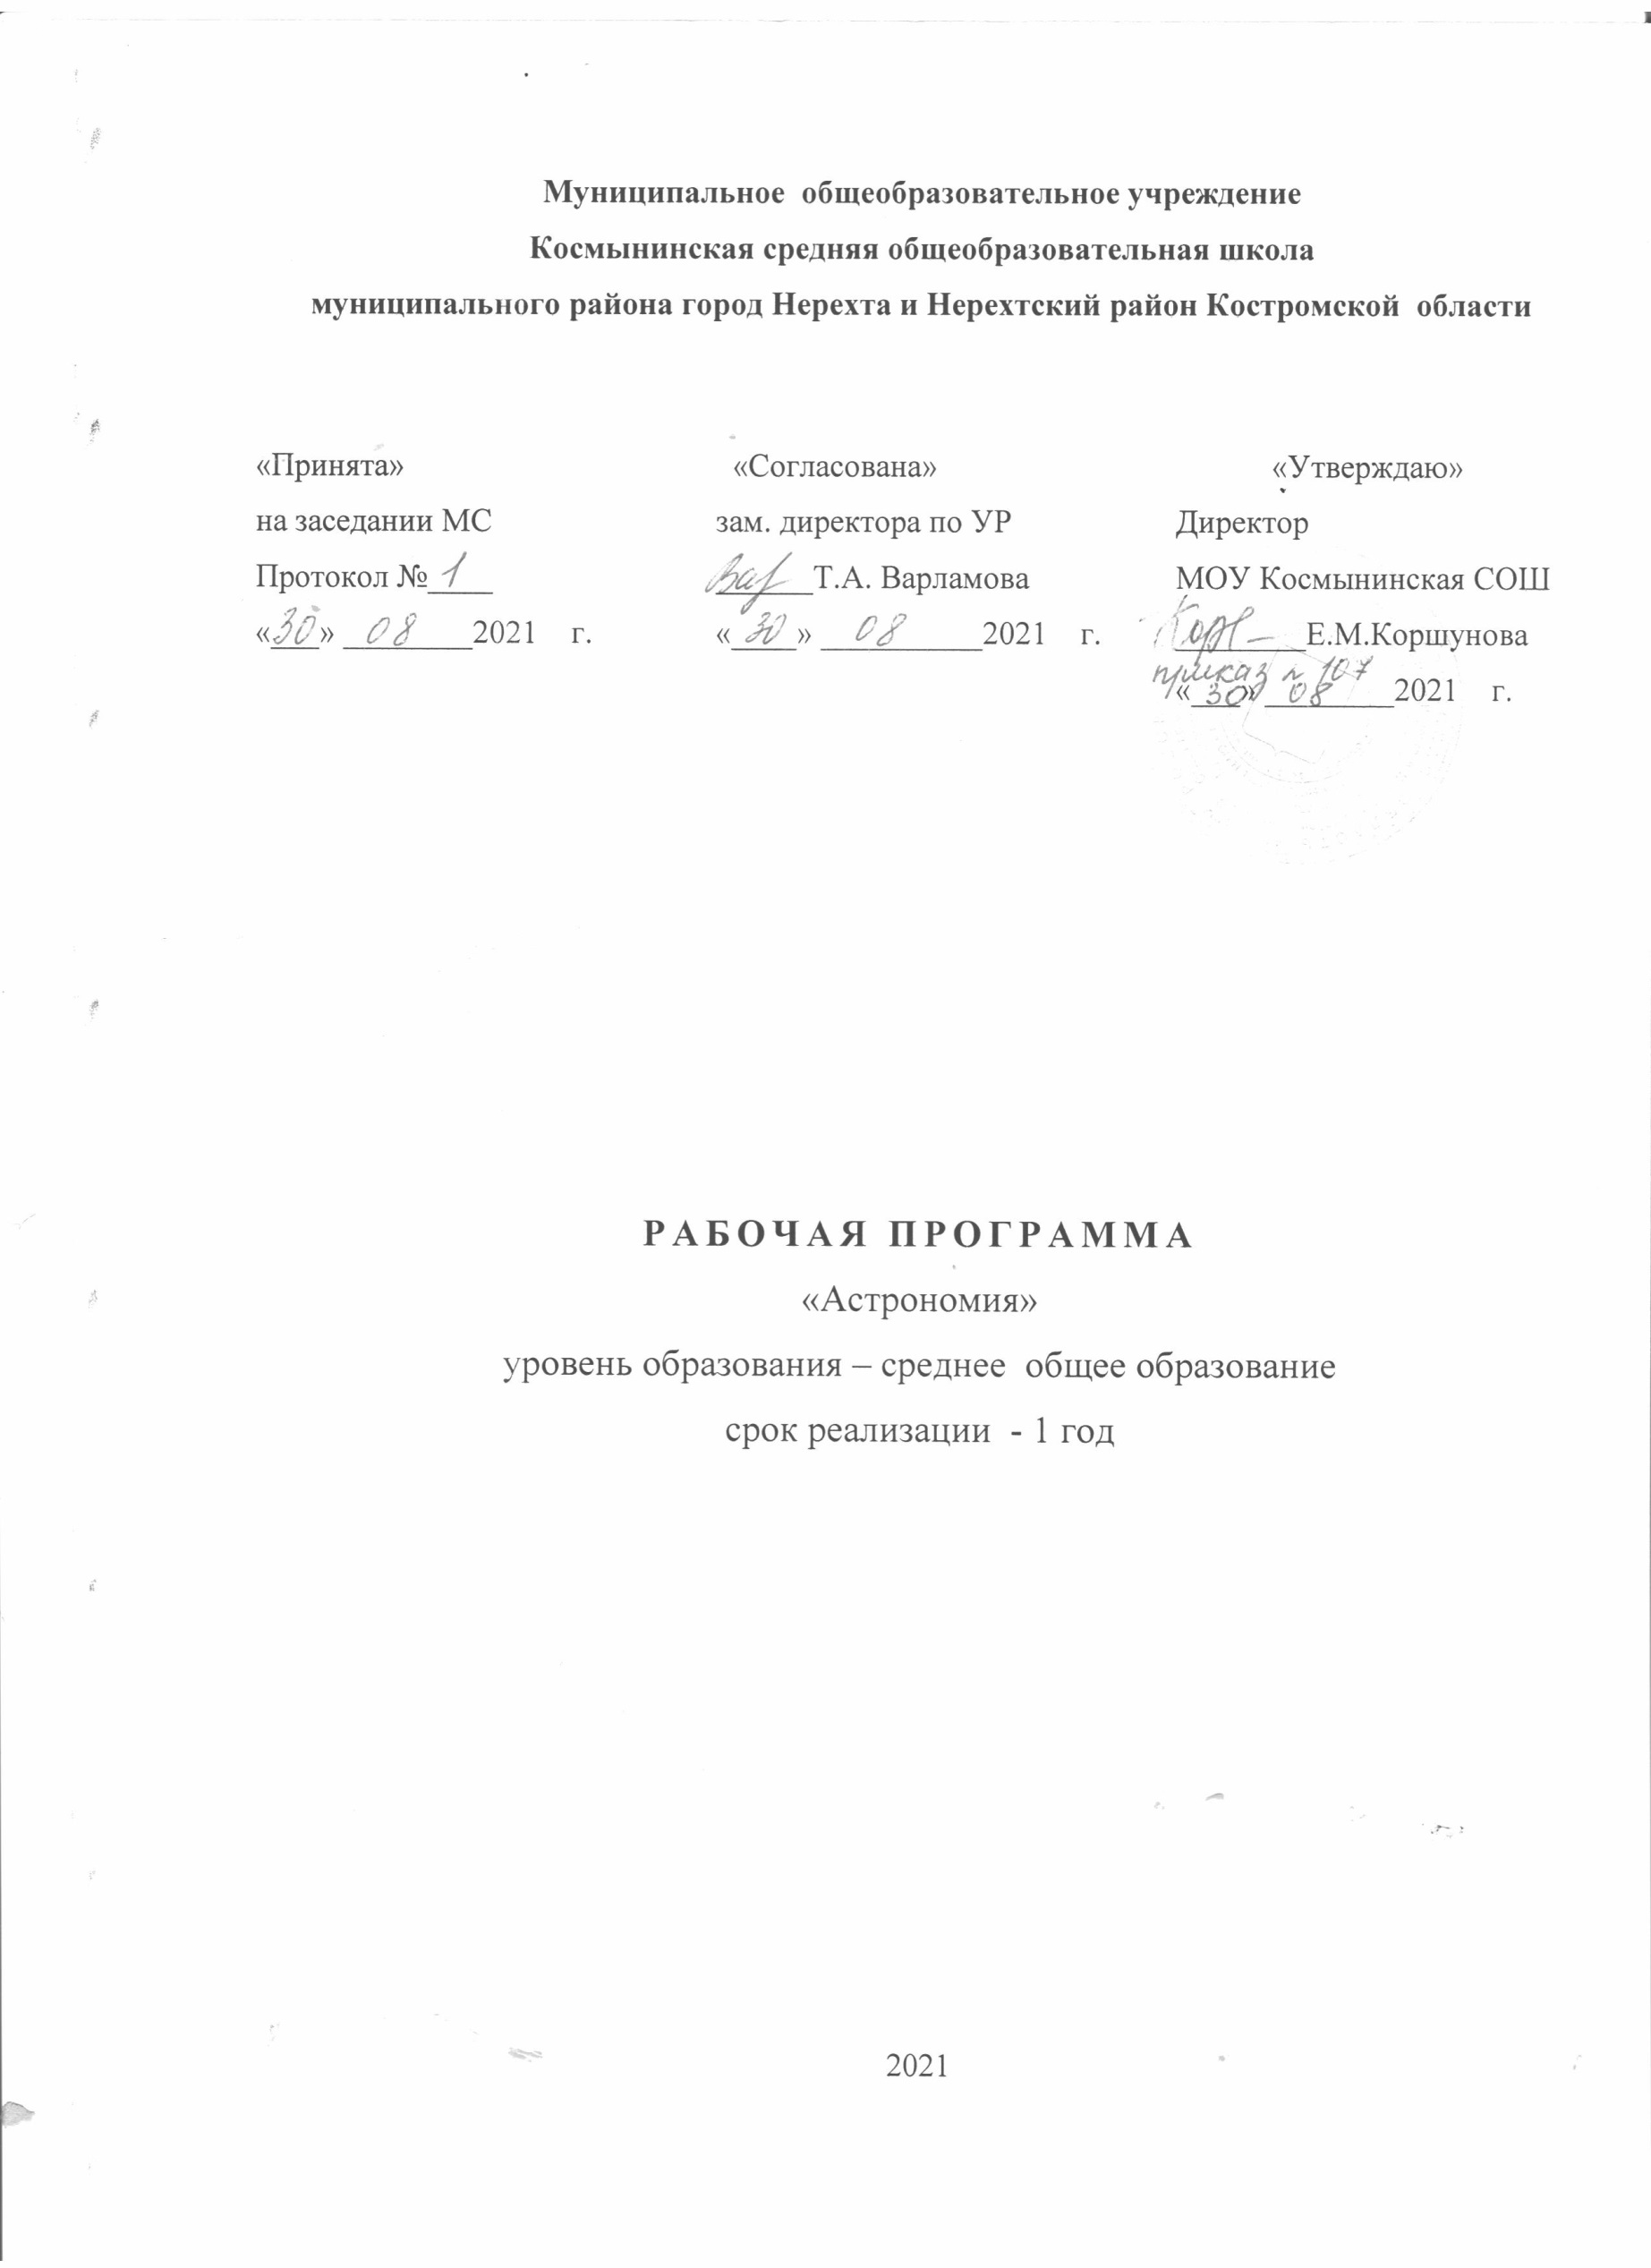 Муниципальное общеобразовательное учреждение
Космынинская средняя общеобразовательная школа
муниципального района город Нерехта и Нерехтский район Костромской области
«Принята»
на заседании МС
Протокол № 1
«30» 08 2021 г.
«Согласована»
зам. директора по УР
Вар Т.А. Варламова
«30» 08 2021 г.
«Утверждаю»
Директор
МОУ Космынинская СОШ
Е.М.Коршунова
приказ № 107
«30» 08 2021 г.
РАБОЧАЯ ПРОГРАММА
«Астрономия»
уровень образования – среднее общее образование
срок реализации - 1 год
2021